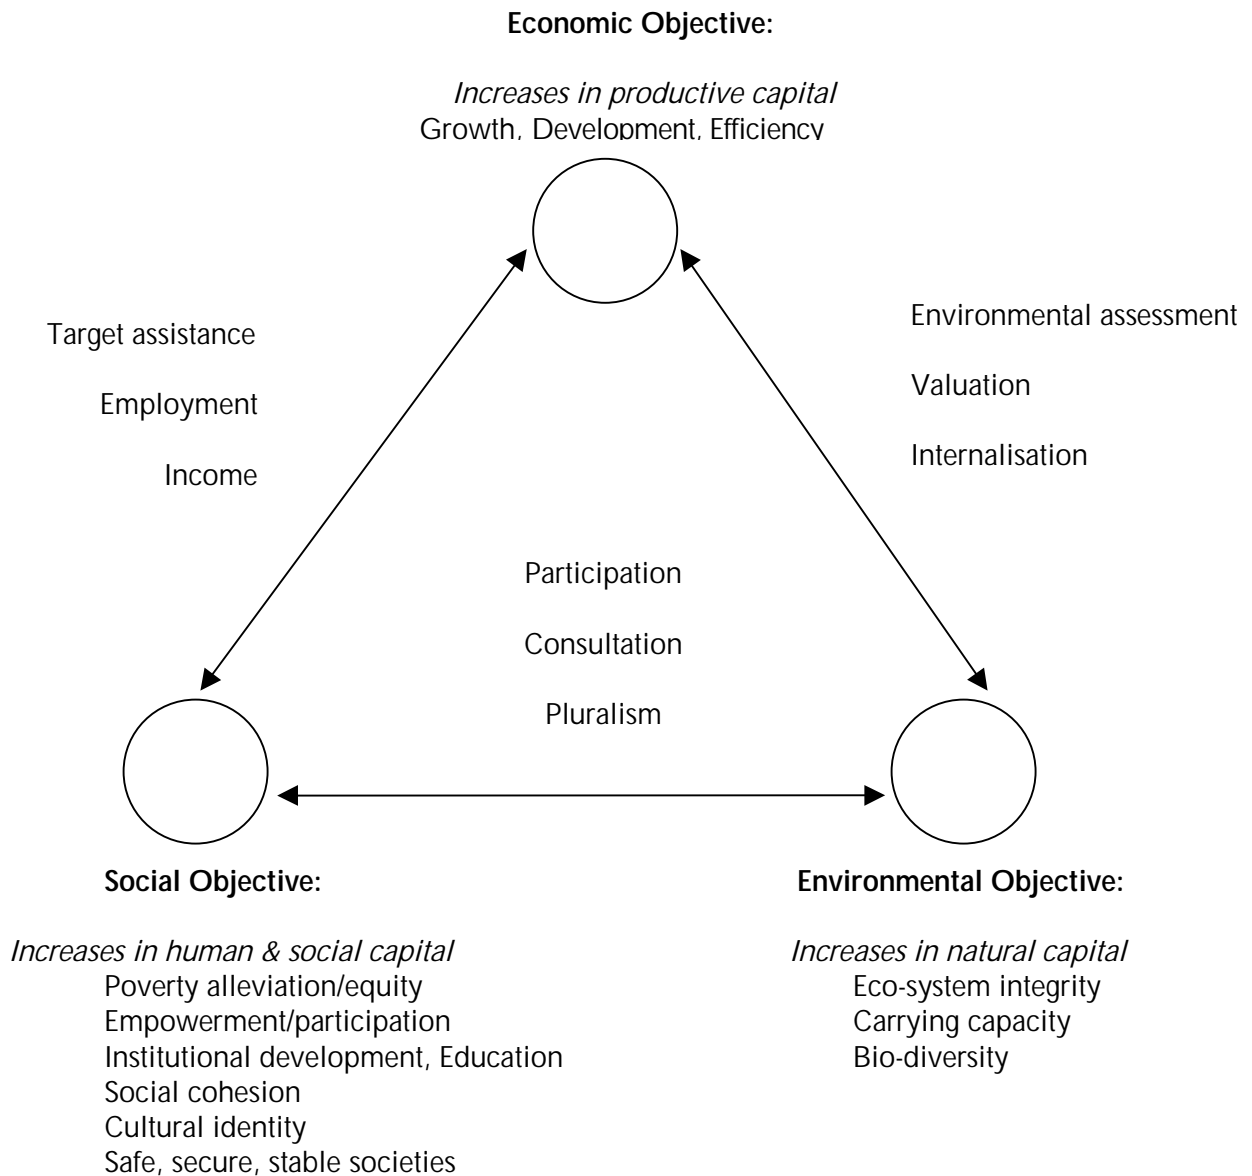 Economic Objective:
Increases in productive capital
Growth, Development, Efficiency
Target assistance
Employment
Income
Environmental assessment
Valuation
Internalisation
Participation
Consultation
Pluralism
Social Objective:
Increases in human & social capital
Poverty alleviation/equity
Empowerment/participation
Institutional development, Education
Social cohesion
Cultural identity
Safe, secure, stable societies
Environmental Objective:
Increases in natural capital
Eco-system integrity
Carrying capacity
Bio-diversity